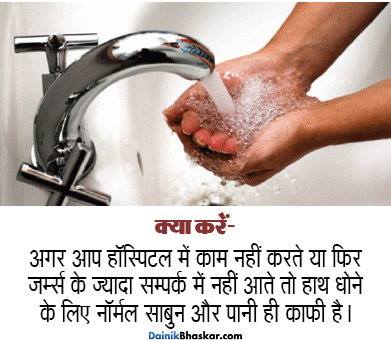 क्या करें-
अगर आप हॉस्पिटल में काम नहीं करते या फिर
जर्म्स के ज्यादा सम्पर्क में नहीं आते तो हाथ धोने
के लिए नॉर्मल साबुन और पानी ही काफी है।
DainikBhaskar.com